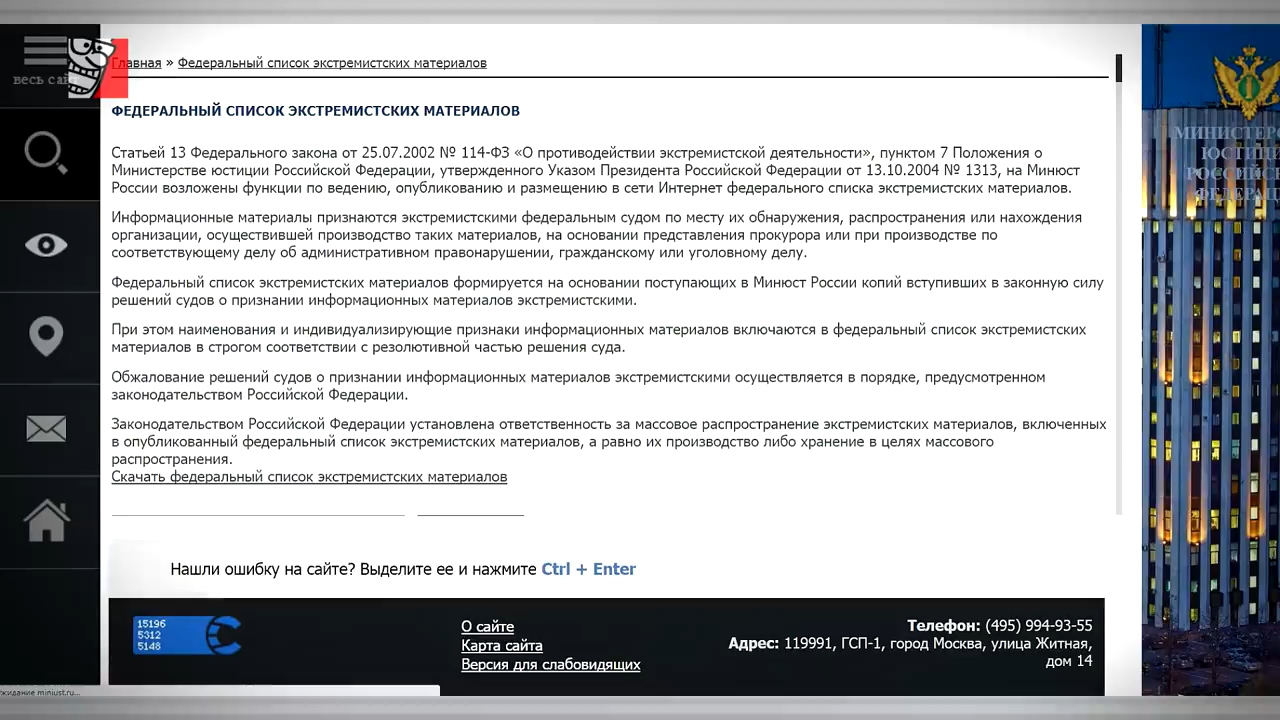 весь сайт
Главная » Федеральный список экстремистских материалов
ФЕДЕРАЛЬНЫЙ СПИСОК ЭКСТРЕМИСТСКИХ МАТЕРИАЛОВ
Статьей 13 Федерального закона от 25.07.2002 № 114-ФЗ «О противодействии экстремистской деятельности», пунктом 7 Положения о
Министерстве юстиции Российской Федерации, утвержденного Указом Президента Российской Федерации от 13.10.2004 № 1313, на Минюст
России возложены функции по ведению, опубликованию и размещению в сети Интернет федерального списка экстремистских материалов.
Информационные материалы признаются экстремистскими федеральным судом по месту их обнаружения, распространения или нахождения
организации, осуществившей производство таких материалов, на основании представления прокурора или при производстве по
соответствующему делу об административном правонарушении, гражданскому или уголовному делу.
Федеральный список экстремистских материалов формируется на основании поступающих в Минюст России копий вступивших в законную силу
решений судов о признании информационных материалов экстремистскими.
При этом наименования и индивидуализирующие признаки информационных материалов включаются в федеральный список экстремистских
материалов в строгом соответствии с резолютивной частью решения суда.
Обжалование решений судов о признании информационных материалов экстремистскими осуществляется в порядке, предусмотренном
законодательством Российской Федерации.
Законодательством Российской Федерации установлена ответственность за массовое распространение экстремистских материалов, включенных
в опубликованный федеральный список экстремистских материалов, а равно их производство либо хранение в целях массового
распространения.
Скачать федеральный список экстремистских материалов
Нашли ошибку на сайте? Выделите ее и нажмите Ctrl + Enter
15196
5312
5148
О сайте
Карта сайта
Версия для слабовидящих
Телефон: (495) 994-93-55
Адрес: 119991, ГСП-1, город Москва, улица Житная,
дом 14
МИНИСТЕРС
ЮСТИЦИ
РОССИЙСК
ФЕДЕРАЦ
жидание minjust.ru...